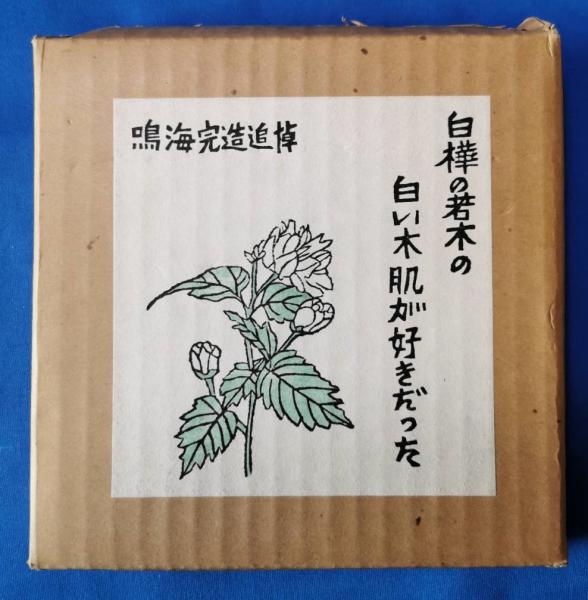 白樺の若木の
白い木肌が好きだった
鳴海完造追悼